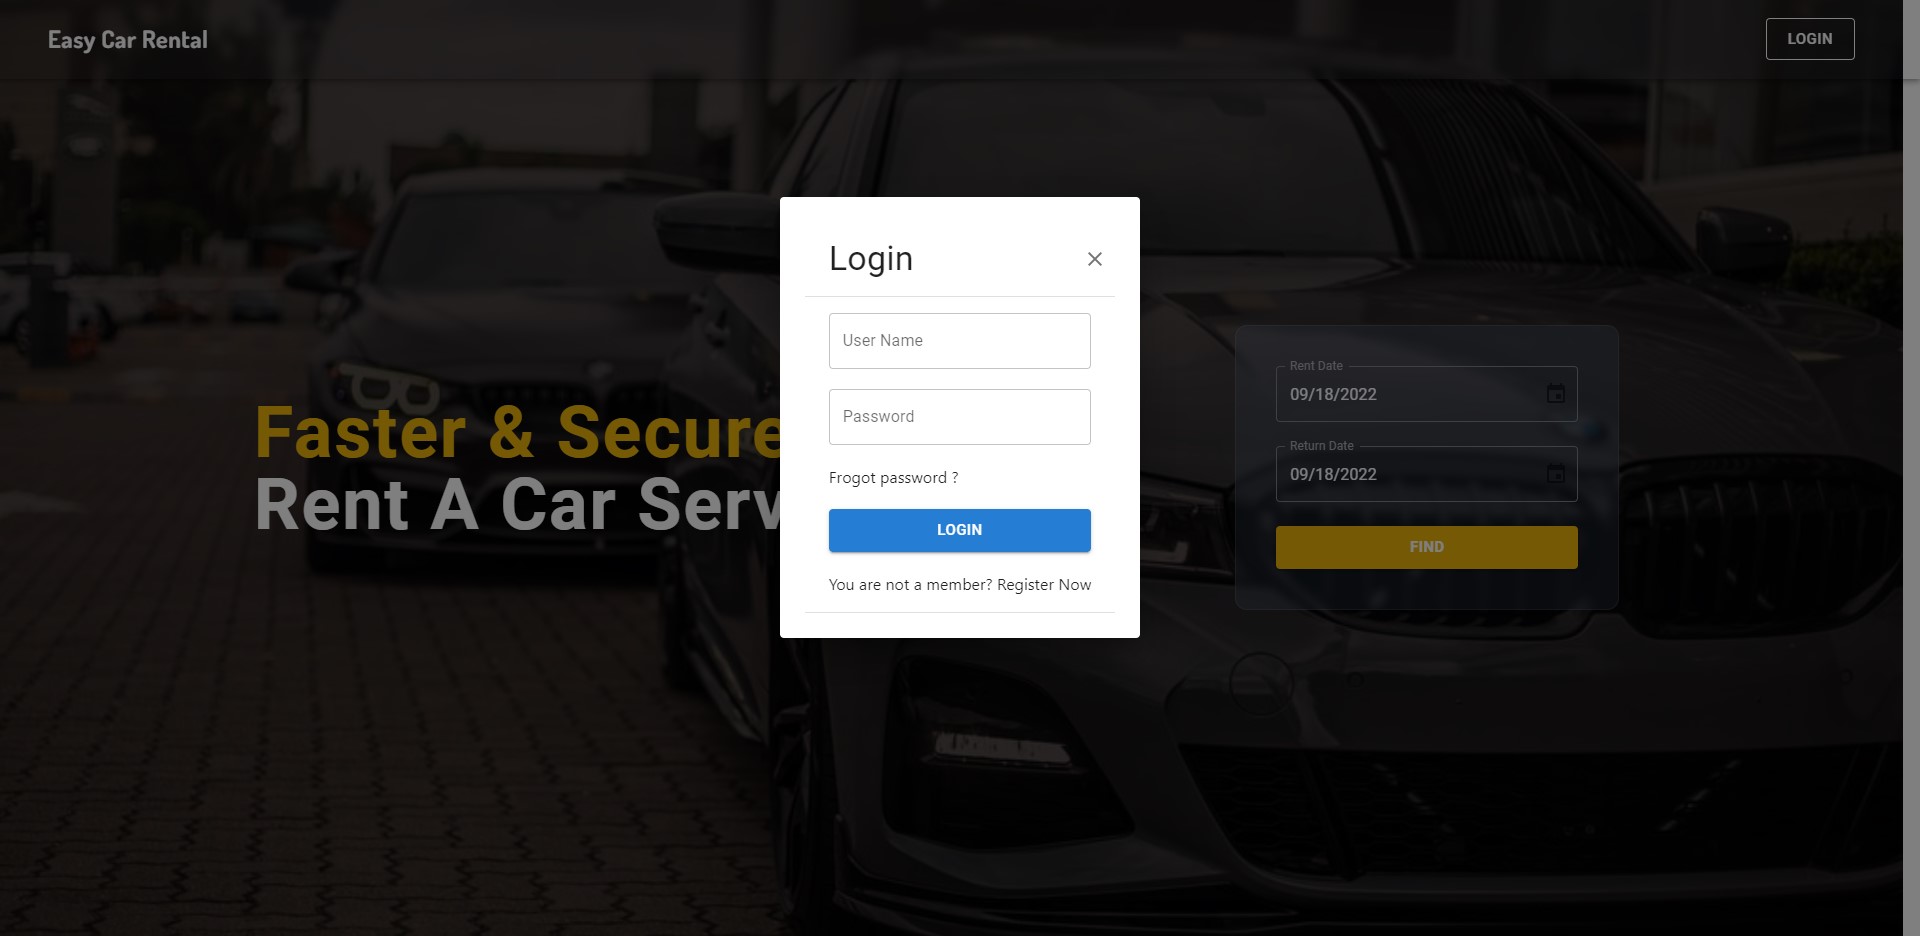 Easy Car Rental
LOGIN
Login
User Name
Password
Frogot password ?
LOGIN
You are not a member? Register Now
Faster & Secure
Rent A Car Serv
Rent Date
09/18/2022
Return Date
09/18/2022
FIND